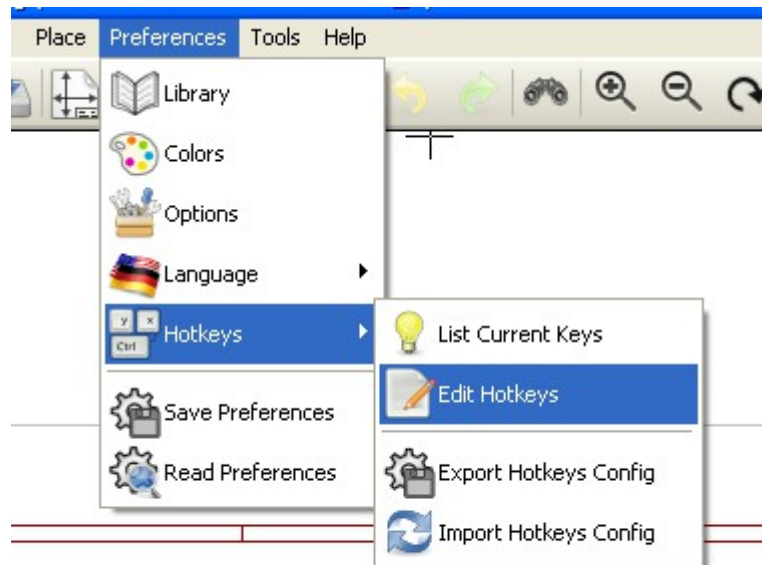 Place Preferences Tools Help
Library
Colors
Options
Language
y x
Ctrl
Hotkeys
Save Preferences
Read Preferences
List Current Keys
Edit Hotkeys
Export Hotkeys Config
Import Hotkeys Config